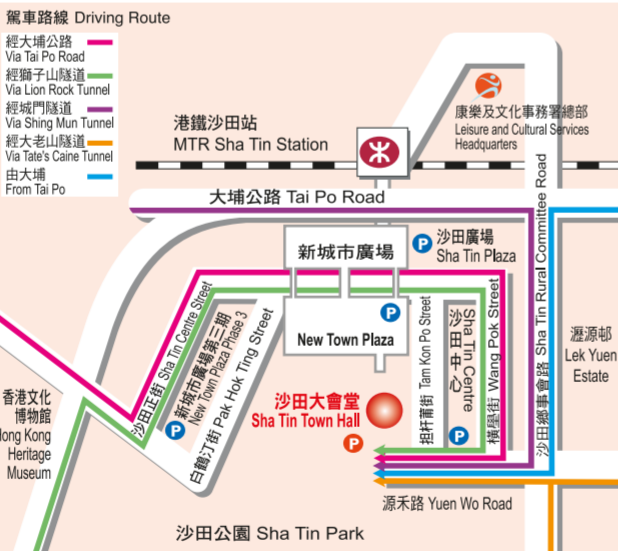 駕車路線 Driving Route
經大埔公路
Via Tai Po Road
經獅子山隧道
Via Lion Rock Tunnel
經城門隧道
Via Shing Mun Tunnel
經大老山隧道
Via Tate's Caine Tunnel
由大埔
From Tai Po
港鐵沙田站
MTR Sha Tin Station
康樂及文化事務署總部
Leisure and Cultural Services
Headquarters
大埔公路 Tai Po Road
沙田鄉事會路 Sha Tin Rural Committee Road
P 沙田廣場
Sha Tin Plaza
新城市廣場
P
New Town Plaza
沙田正街 Sha Tin Centre Street
新城市廣場第三期
New Town Plaza Phase 3
P
白鶴汀街 Pak Hok Ting Street
担杆莆街 Tam Kon Po Street
沙田中心
Sha Tin Centre
P
橫壆街 Wang Pok Street
瀝源邨
Lek Yuen
Estate
沙田大會堂
Sha Tin Town Hall
P
香港文化
博物館
Hong Kong
Heritage
Museum
源禾路 Yuen Wo Road
沙田公園 Sha Tin Park